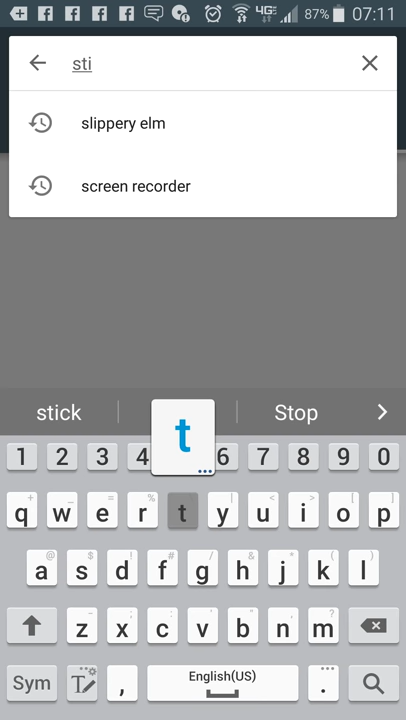 4G 87% 07:11
sti
slippery elm
screen recorder
stick Stop
t
1 2 3 4 6 7 8 9 0
q w e r t y u i o p
a s d f g h j k l
z x c v b n m
Sym , English(US) .